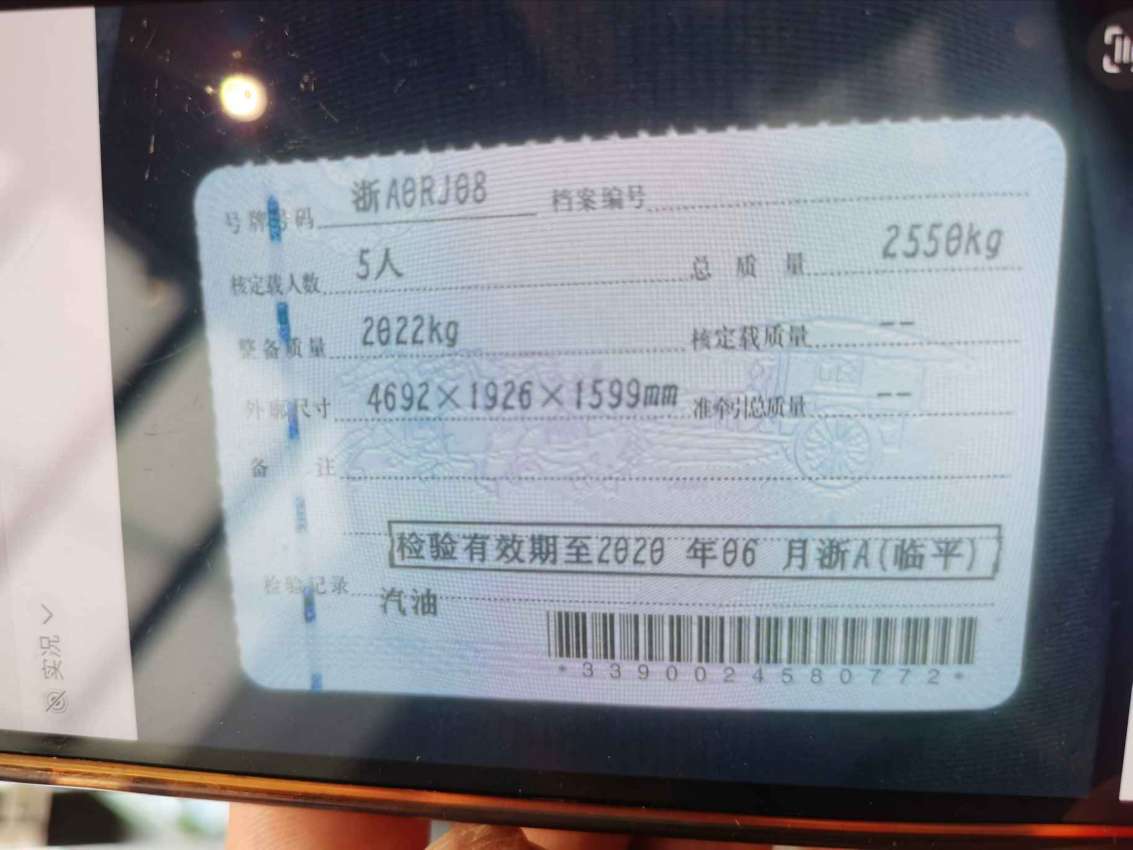 号牌号码 浙A0RJ08 档案编号
核定载人数 5人 总质量 2550kg
整备质量 2022kg 核定载质量 --
外廓尺寸 4692×1926×1599mm 准牵引总质量 --
备注
检验有效期至2020 年06 月浙A(临平)
检验记录 汽油
*3390024580772*
实况